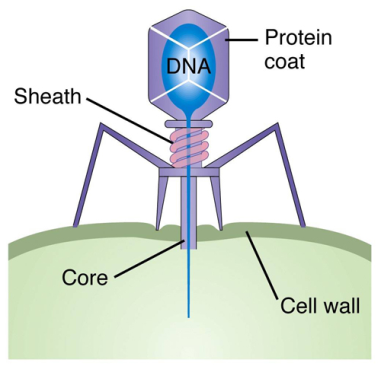 Protein
coat
DNA
Sheath
Core
Cell wall